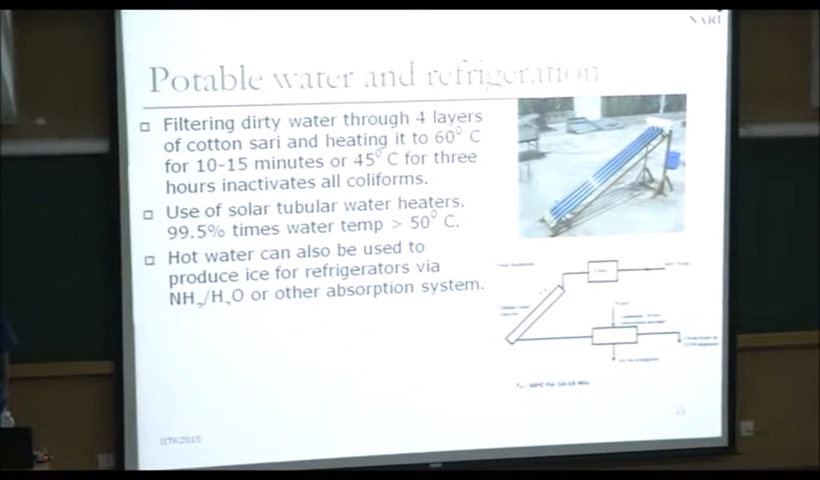 NARI
Potable water and refrigeration
Filtering dirty water through 4 layers
of cotton sari and heating it to 60⁰ C
for 10-15 minutes or 45⁰ C for three
hours inactivates all coliforms.
Use of solar tubular water heaters.
99.5% times water temp > 50⁰ C.
Hot water can also be used to
produce ice for refrigerators via
NH₃/H₂O or other absorption system.
IITK2015